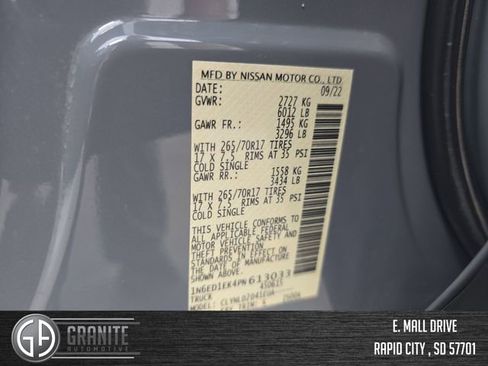 MFD BY NISSAN MOTOR CO., LTD.
DATE: 09/22
GVWR: 2727 KG
6012 LB
GAWR FR.: 1495 KG
3296 LB
WITH 265/70R17 TIRES
17 X 7.5 RIMS AT 35 PSI
COLD SINGLE
GAWR RR.: 1558 KG
3434 LB
WITH 265/70R17 TIRES
17 X 7.5 RIMS AT 35 PSI
COLD SINGLE
THIS VEHICLE CONFORMS TO
ALL APPLICABLE FEDERAL
MOTOR VEHICLE SAFETY AND
THEFT PREVENTION
STANDARDS IN EFFECT ON
THE DATE OF MANUFACTURE
SHOWN ABOVE.
1N6ED1EK4PN613033
TRUCK 450615
GA GRANITE
AUTOMOTIVE
E. MALL DRIVE
RAPID CITY , SD 57701